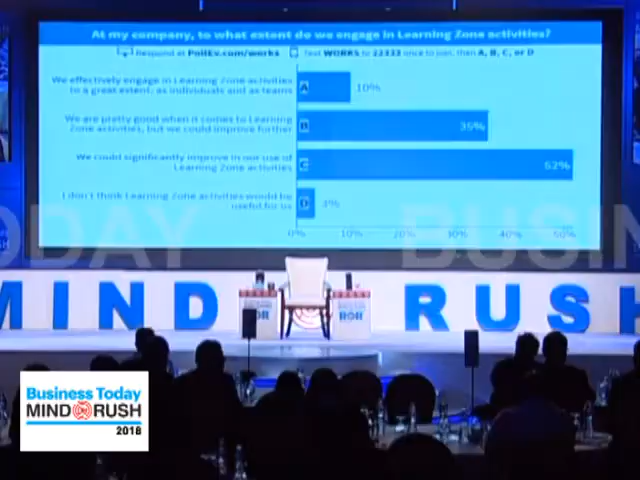 At my company, to what extent do we engage in Learning Zone activities?
Respond at PollEv.com/works
Text WORKS to 22333 once to join, then A, B, C, or D
We effectively engage in Learning Zone activities
to a great extent, as individuals and as teams
A
10%
We are pretty good when it comes to Learning
Zone activities, but we could improve further
B
35%
We could significantly improve in our use of
Learning Zone activities
C
52%
I don't think Learning Zone activities would be
useful for us
D
3%
0% 10% 20% 30% 40% 50%
TODAY BUSIN
MIND RUSH
Business Today
MIND RUSH
2018